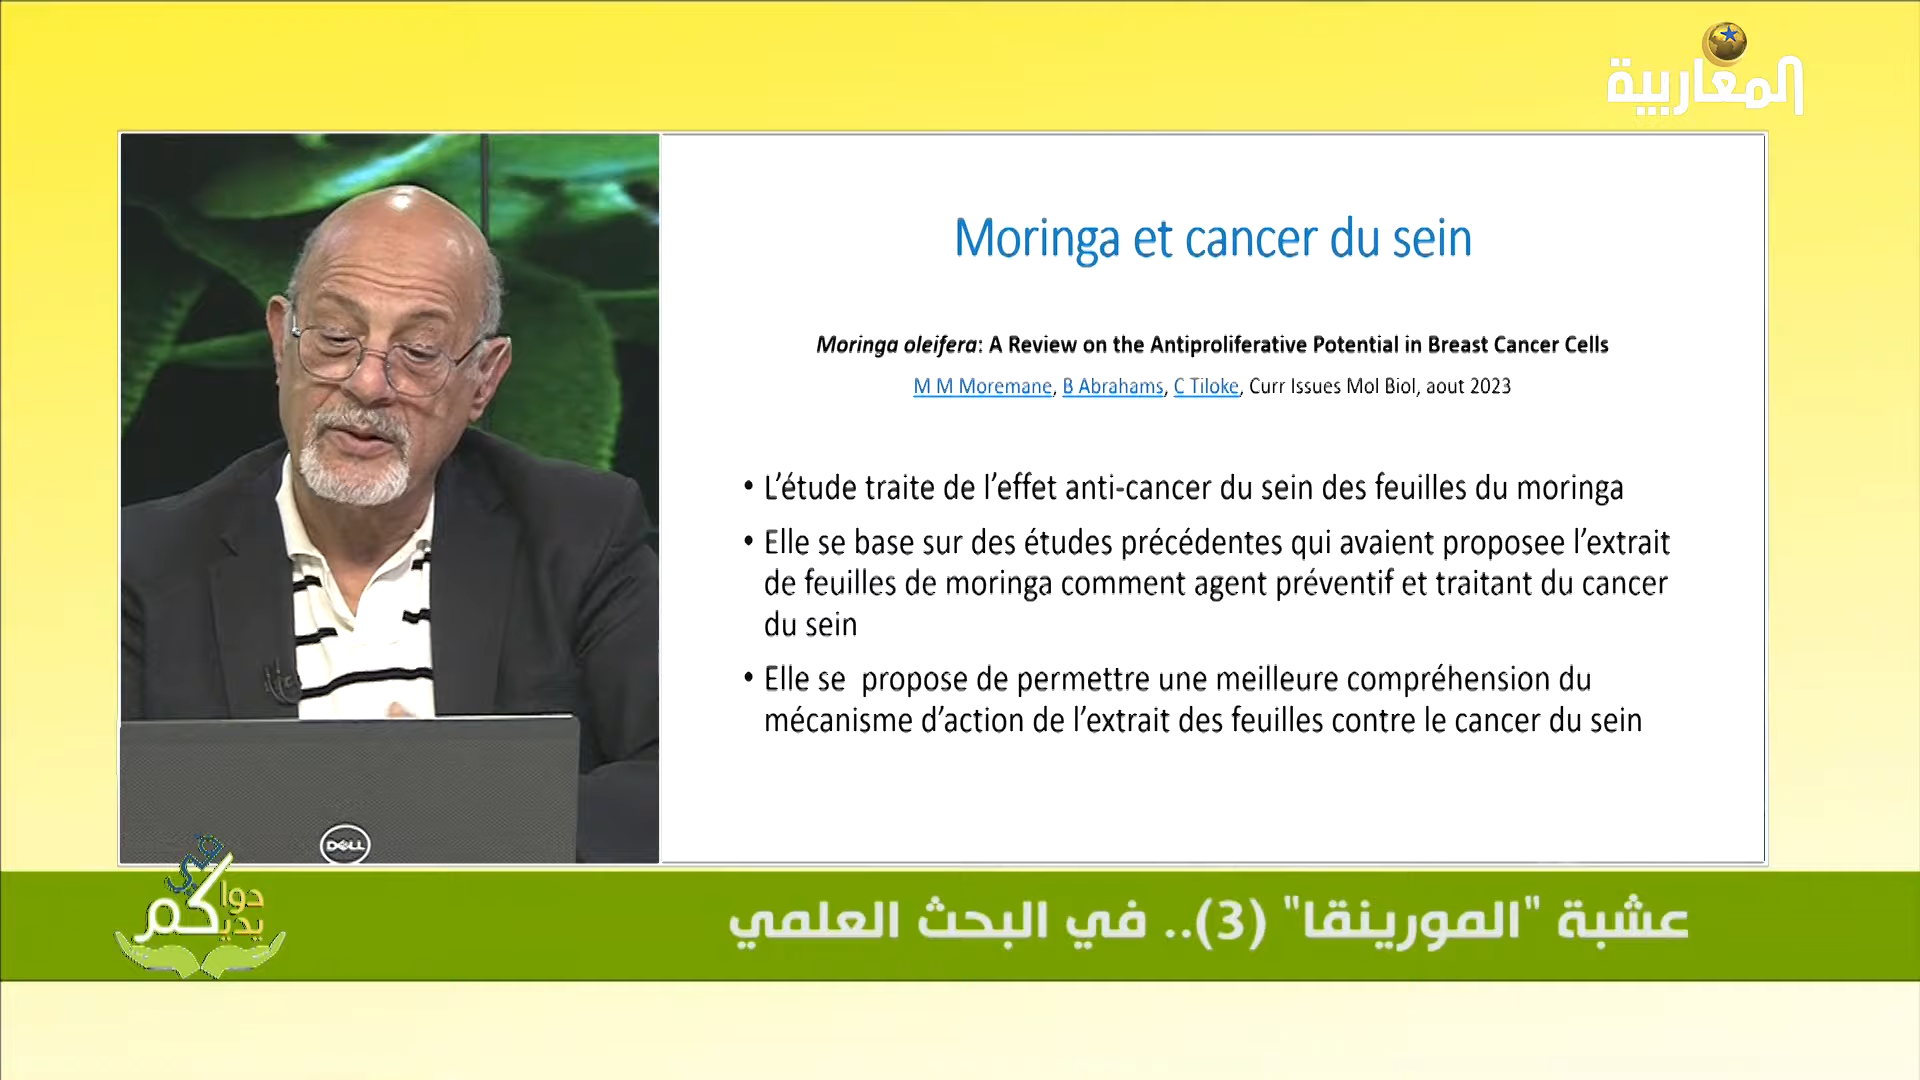 المغاربية
Moringa et cancer du sein
Moringa oleifera: A Review on the Antiproliferative Potential in Breast Cancer Cells
M M Moremane, B Abrahams, C Tiloke, Curr Issues Mol Biol, aout 2023
• L’étude traite de l’effet anti-cancer du sein des feuilles du moringa
• Elle se base sur des études précédentes qui avaient proposee l’extrait
de feuilles de moringa comment agent préventif et traitant du cancer
du sein
• Elle se  propose de permettre une meilleure compréhension du
mécanisme d’action de l’extrait des feuilles contre le cancer du sein
DELL
في
دوا
كم
يدي
عشبة "المورينقا" (3).. في البحث العلمي